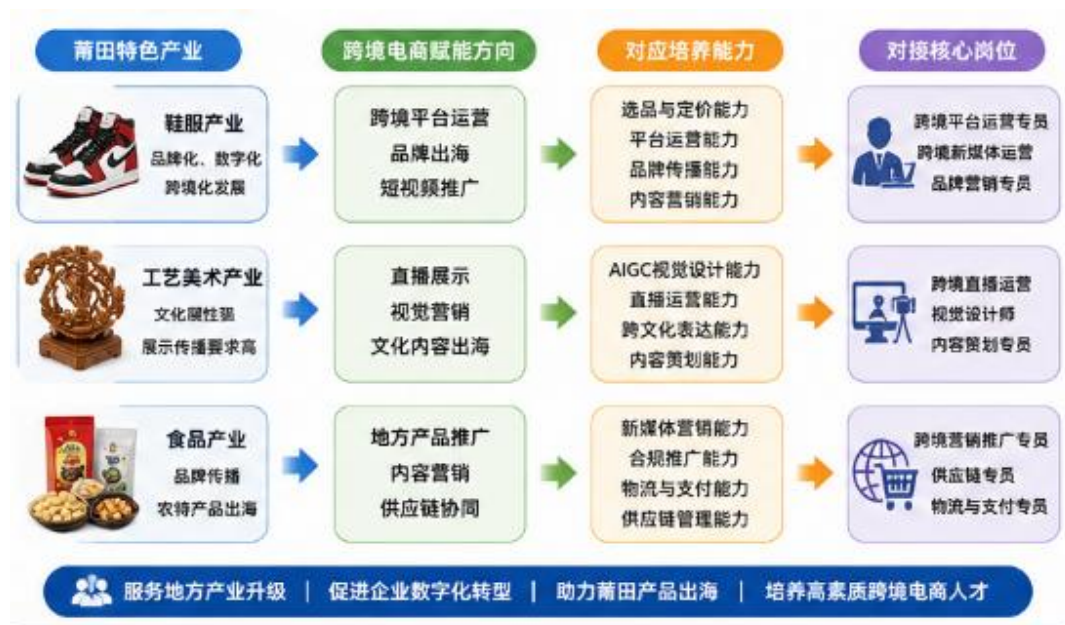 莆田特色产业
跨境电商赋能方向
对应培养能力
对接核心岗位
鞋服产业
品牌化、数字化
跨境化发展
跨境平台运营
品牌出海
短视频推广
选品与定价能力
平台运营能力
品牌传播能力
内容营销能力
跨境平台运营专员
跨境新媒体运营
品牌营销专员
工艺美术产业
文化属性强
展示传播要求高
直播展示
视觉营销
文化内容出海
AIGC视觉设计能力
直播运营能力
跨文化表达能力
内容策划能力
跨境直播运营
视觉设计师
内容策划专员
食品产业
品牌传播
农特产品出海
地方产品推广
内容营销
供应链协同
新媒体营销能力
合规推广能力
物流与支付能力
供应链管理能力
跨境营销推广专员
供应链专员
物流与支付专员
服务地方产业升级 | 促进企业数字化转型 | 助力莆田产品出海 | 培养高素质跨境电商人才